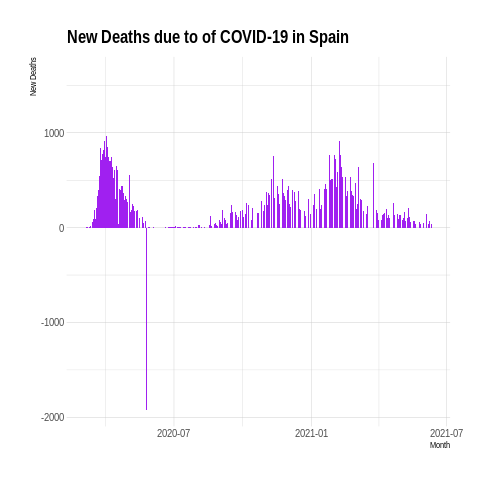 New Deaths due to of COVID-19 in Spain
New Deaths
1000
0
-1000
-2000
2020-07
2021-01
2021-07
Month